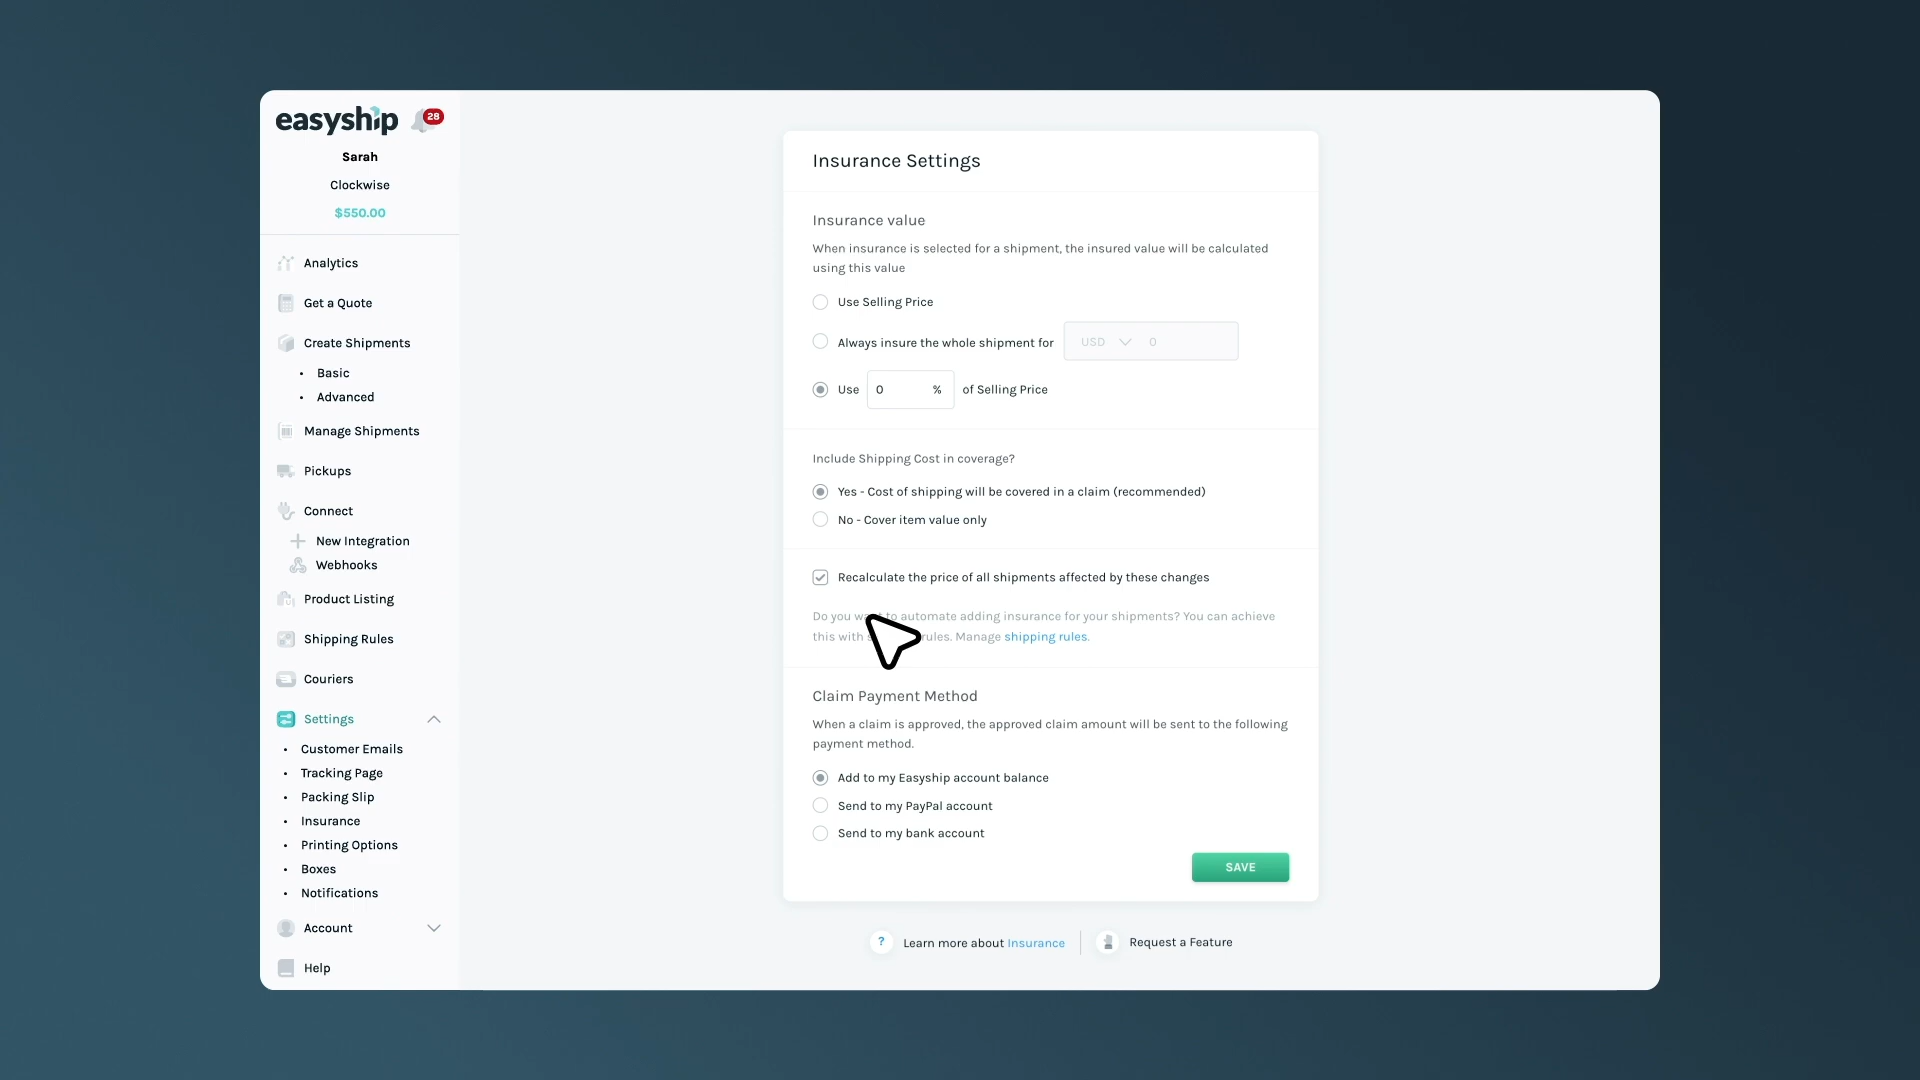 easyship
28
Sarah
Clockwise
$550.00
Analytics
Get a Quote
Create Shipments
• Basic
• Advanced
Manage Shipments
Pickups
Connect
New Integration
Webhooks
Product Listing
Shipping Rules
Couriers
Settings
• Customer Emails
• Tracking Page
• Packing Slip
• Insurance
• Printing Options
• Boxes
• Notifications
Account
Help
Insurance Settings
Insurance value
When insurance is selected for a shipment, the insured value will be calculated
using this value
Use Selling Price
Always insure the whole shipment for USD 0
Use 0 % of Selling Price
Include Shipping Cost in coverage?
Yes - Cost of shipping will be covered in a claim (recommended)
No - Cover item value only
Recalculate the price of all shipments affected by these changes
Do you want to automate adding insurance for your shipments? You can achieve
this with rules. Manage shipping rules.
Claim Payment Method
When a claim is approved, the approved claim amount will be sent to the following
payment method.
Add to my Easyship account balance
Send to my PayPal account
Send to my bank account
SAVE
? Learn more about Insurance
Request a Feature